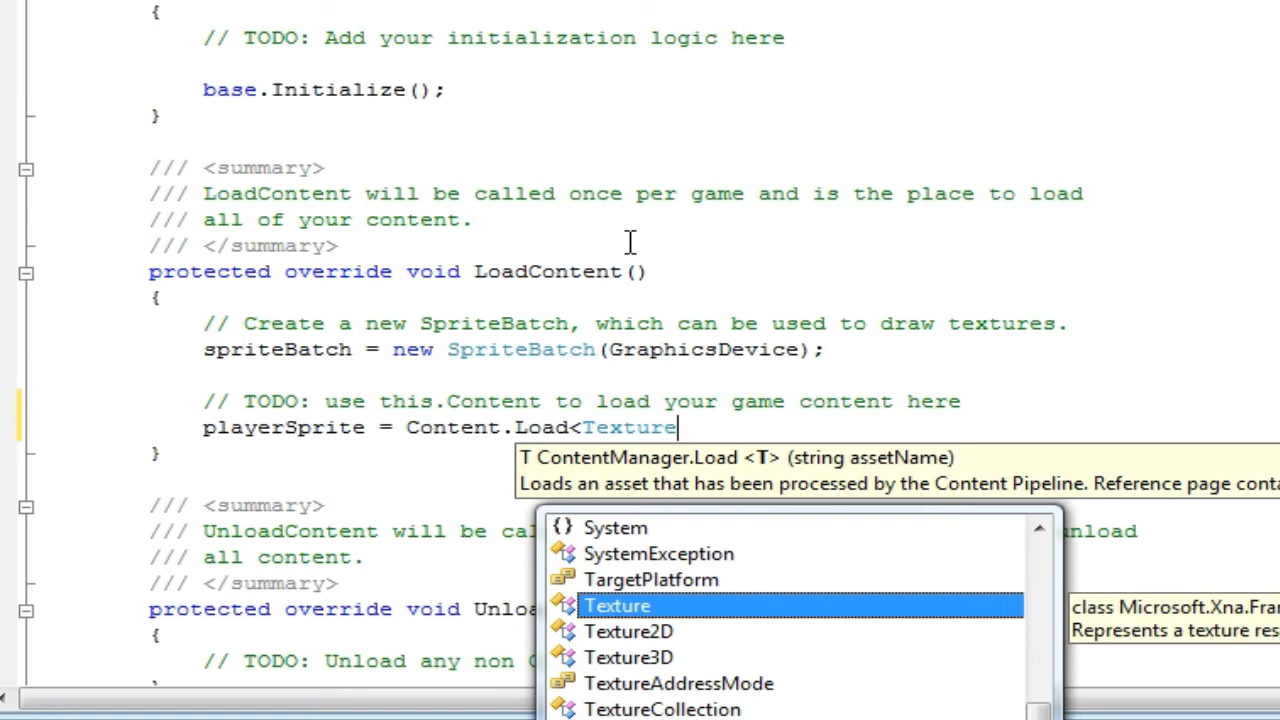 {
// TODO: Add your initialization logic here
base.Initialize();
}
/// <summary>
/// LoadContent will be called once per game and is the place to load
/// all of your content.
/// </summary>
protected override void LoadContent()
{
// Create a new SpriteBatch, which can be used to draw textures.
spriteBatch = new SpriteBatch(GraphicsDevice);
// TODO: use this.Content to load your game content here
playerSprite = Content.Load<Texture
}
T ContentManager.Load <T> (string assetName)
Loads an asset that has been processed by the Content Pipeline. Reference page conta
/// <summary>
/// UnloadContent will be cal unload
/// all content.
/// </summary>
protected override void Unlo
{
// TODO: Unload any non
{} System
SystemException
TargetPlatform
Texture
Texture2D
Texture3D
TextureAddressMode
TextureCollection
class Microsoft.Xna.Fra
Represents a texture res